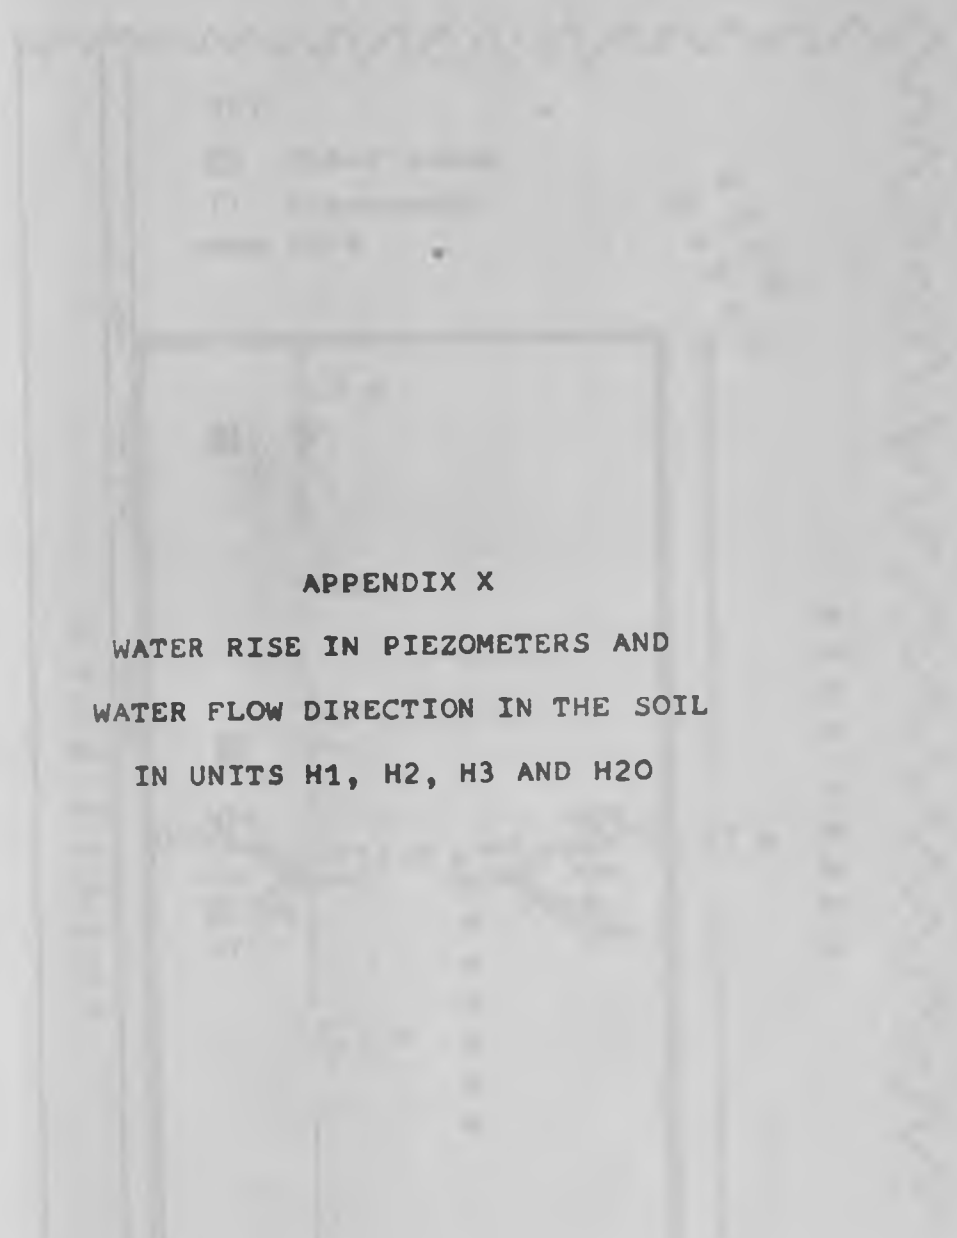 APPENDIX X
WATER RISE IN PIEZOMETERS AND
WATER FLOW DIRECTION IN THE SOIL
IN UNITS H1, H2, H3 AND H20